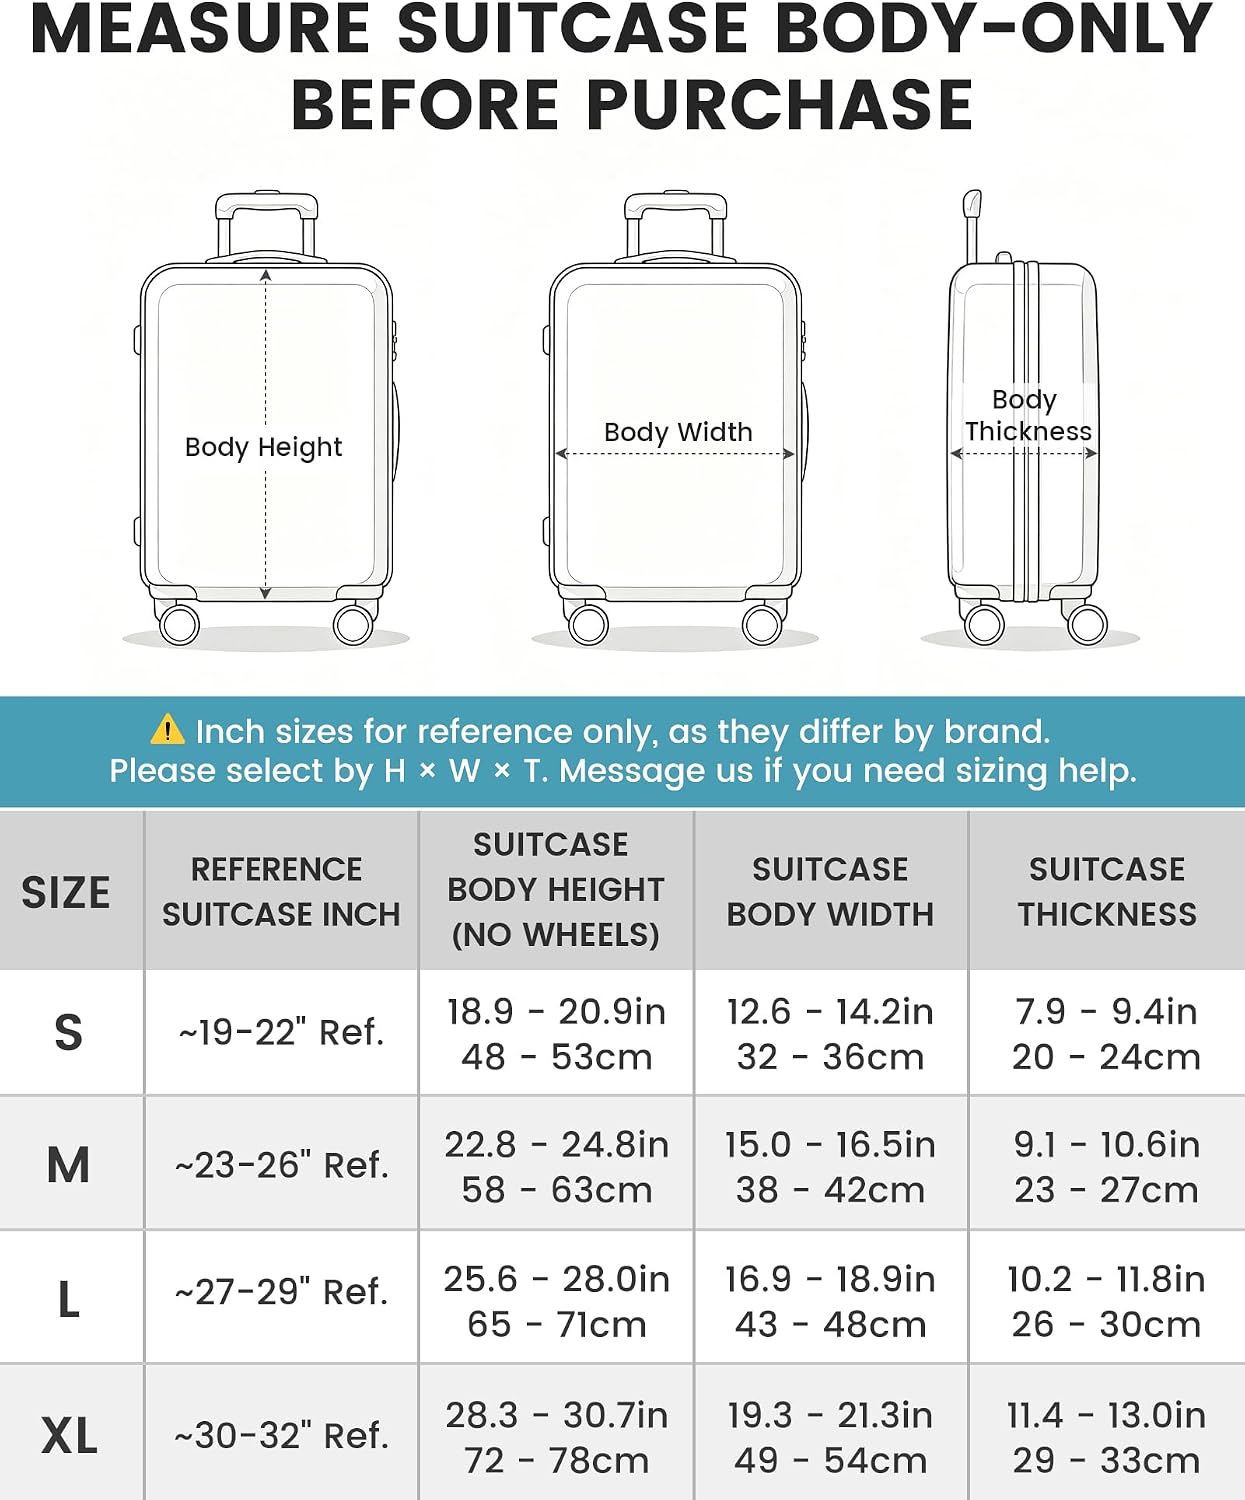 MEASURE SUITCASE BODY-ONLY
BEFORE PURCHASE
Body Height
Body Width
Body
Thickness
⚠ Inch sizes for reference only, as they differ by brand.
Please select by H × W × T. Message us if you need sizing help.
SIZE
REFERENCE
SUITCASE INCH
SUITCASE
BODY HEIGHT
(NO WHEELS)
SUITCASE
BODY WIDTH
SUITCASE
THICKNESS
S
~19-22" Ref.
18.9 - 20.9in
48 - 53cm
12.6 - 14.2in
32 - 36cm
7.9 - 9.4in
20 - 24cm
M
~23-26" Ref.
22.8 - 24.8in
58 - 63cm
15.0 - 16.5in
38 - 42cm
9.1 - 10.6in
23 - 27cm
L
~27-29" Ref.
25.6 - 28.0in
65 - 71cm
16.9 - 18.9in
43 - 48cm
10.2 - 11.8in
26 - 30cm
XL
~30-32" Ref.
28.3 - 30.7in
72 - 78cm
19.3 - 21.3in
49 - 54cm
11.4 - 13.0in
29 - 33cm